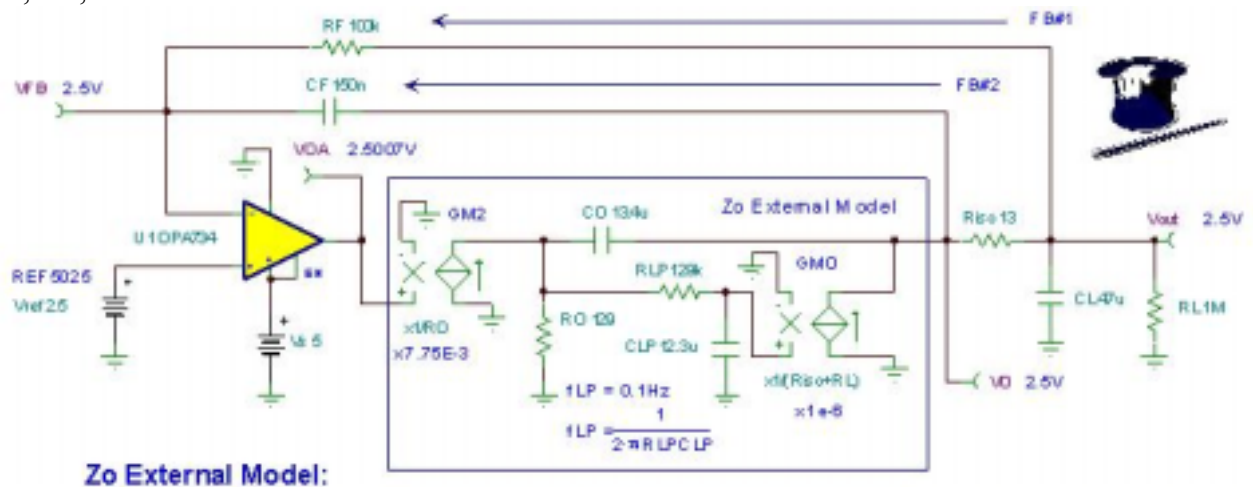 RF 100k
FB#1
VFB 2.5V
CF 150n
FB#2
VOA 2.5007V
GM2
CO 13.4u
Zo External Model
Riso 13
Vout 2.5V
U1 OPA734
REF5025
Vref 2.5
Vs 5
x1/RO
x7.75E-3
RO 129
RLP 129k
GMO
CLP 12.3u
x1/(Riso+RL)
x1e-6
CL 47u
RL 1M
VO 2.5V
fLP = 0.1Hz
fLP = 1
2·π·RLPCLP
Zo External Model: